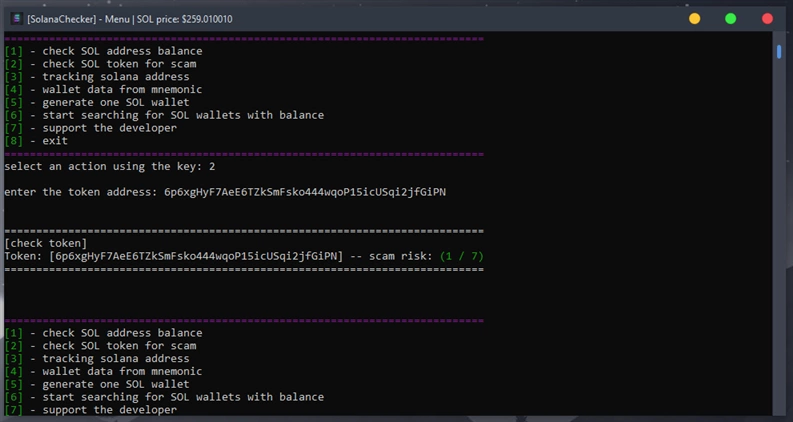 [SolanaChecker] - Menu | SOL price: $259.010010
===========================================================================
[1] - check SOL address balance
[2] - check SOL token for scam
[3] - tracking solana address
[4] - wallet data from mnemonic
[5] - generate one SOL wallet
[6] - start searching for SOL wallets with balance
[7] - support the developer
[8] - exit
===========================================================================
select an action using the key: 2
enter the token address: 6p6xgHyF7AeE6TZkSmFsko444wqoP15icUSqi2jfGiPN
===========================================================================
[check token]
Token: [6p6xgHyF7AeE6TZkSmFsko444wqoP15icUSqi2jfGiPN] -- scam risk: (1 / 7)
===========================================================================
===========================================================================
[1] - check SOL address balance
[2] - check SOL token for scam
[3] - tracking solana address
[4] - wallet data from mnemonic
[5] - generate one SOL wallet
[6] - start searching for SOL wallets with balance
[7] - support the developer